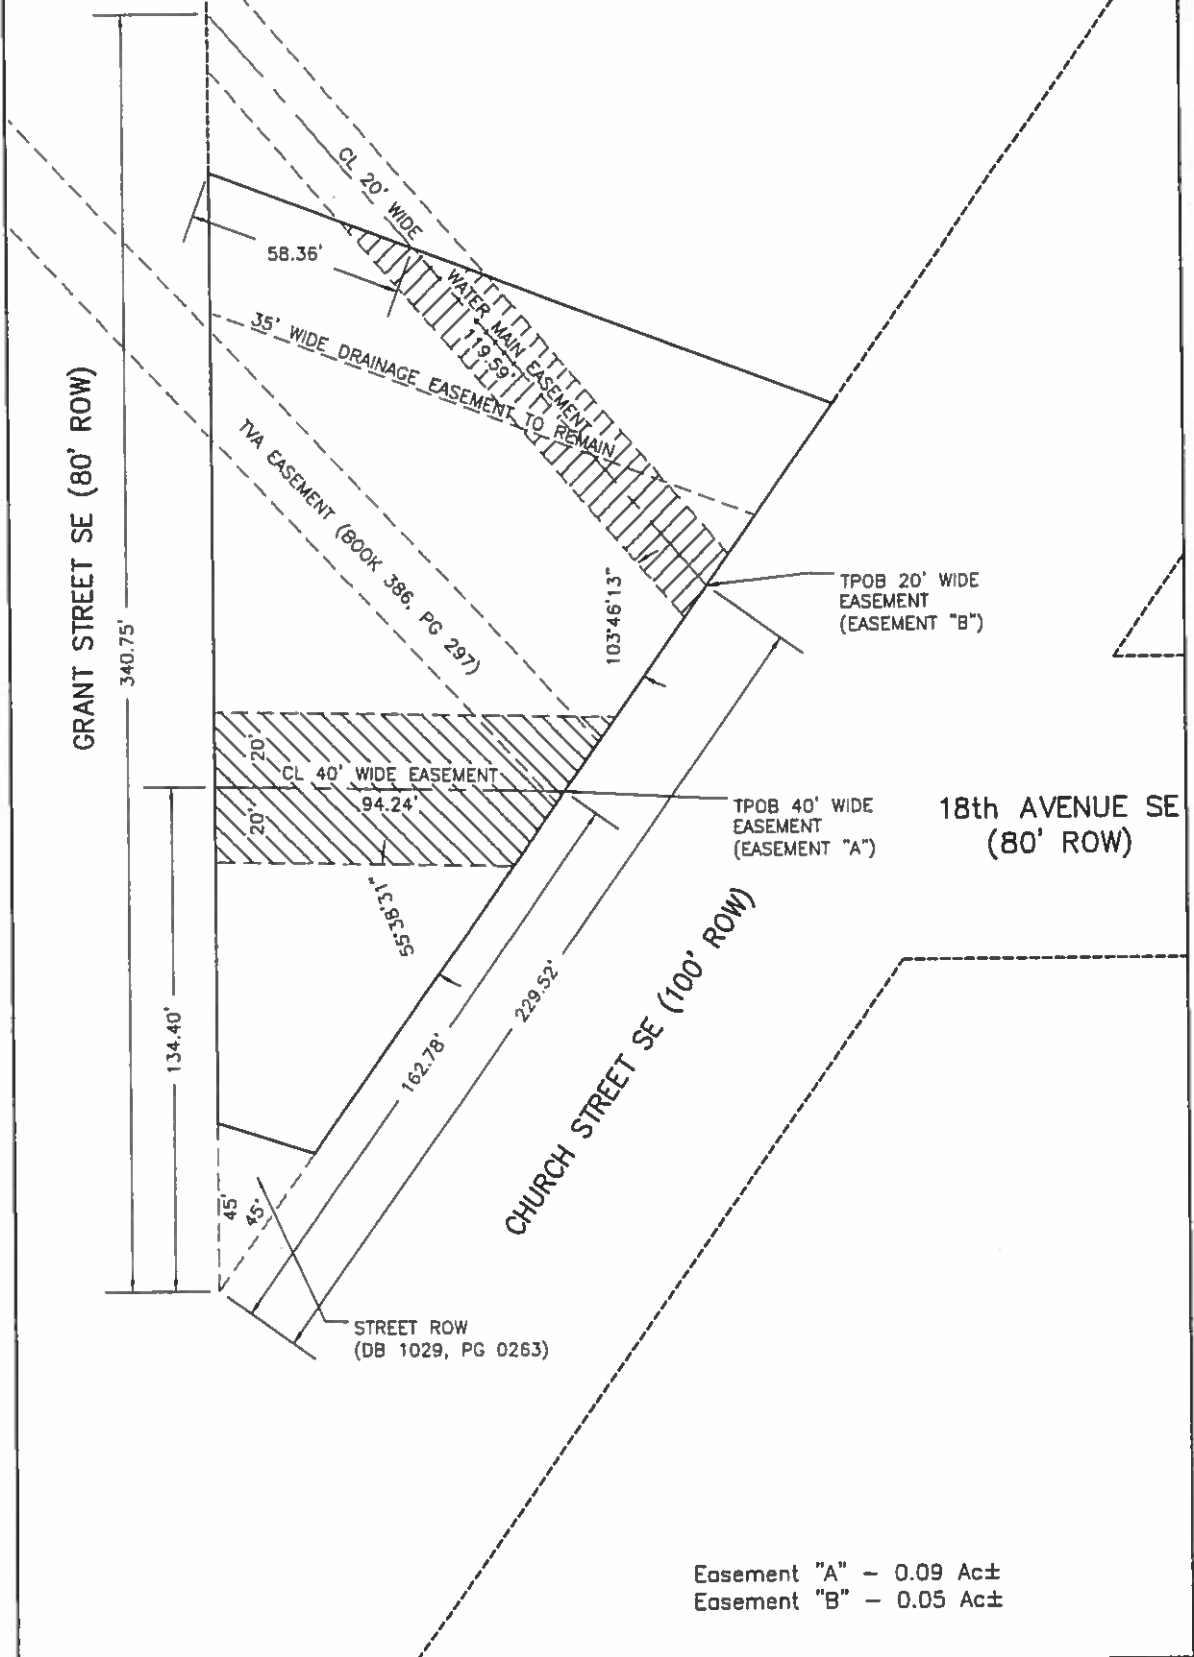 CL 20' WIDE
WATER MAIN EASEMENT
119.59'
58.36'
35' WIDE DRAINAGE EASEMENT TO REMAIN
TVA EASEMENT (BOOK 386, PG 297)
GRANT STREET SE (80' ROW)
340.75'
103°46'13"
TPOB 20' WIDE
EASEMENT
(EASEMENT "B")
20'
CL 40' WIDE EASEMENT
94.24'
20'
TPOB 40' WIDE
EASEMENT
(EASEMENT "A")
18th AVENUE SE
(80' ROW)
55°38'31"
134.40'
162.78'
229.52'
CHURCH STREET SE (100' ROW)
45'
45'
STREET ROW
(DB 1029, PG 0263)
Easement "A" - 0.09 Ac±
Easement "B" - 0.05 Ac±